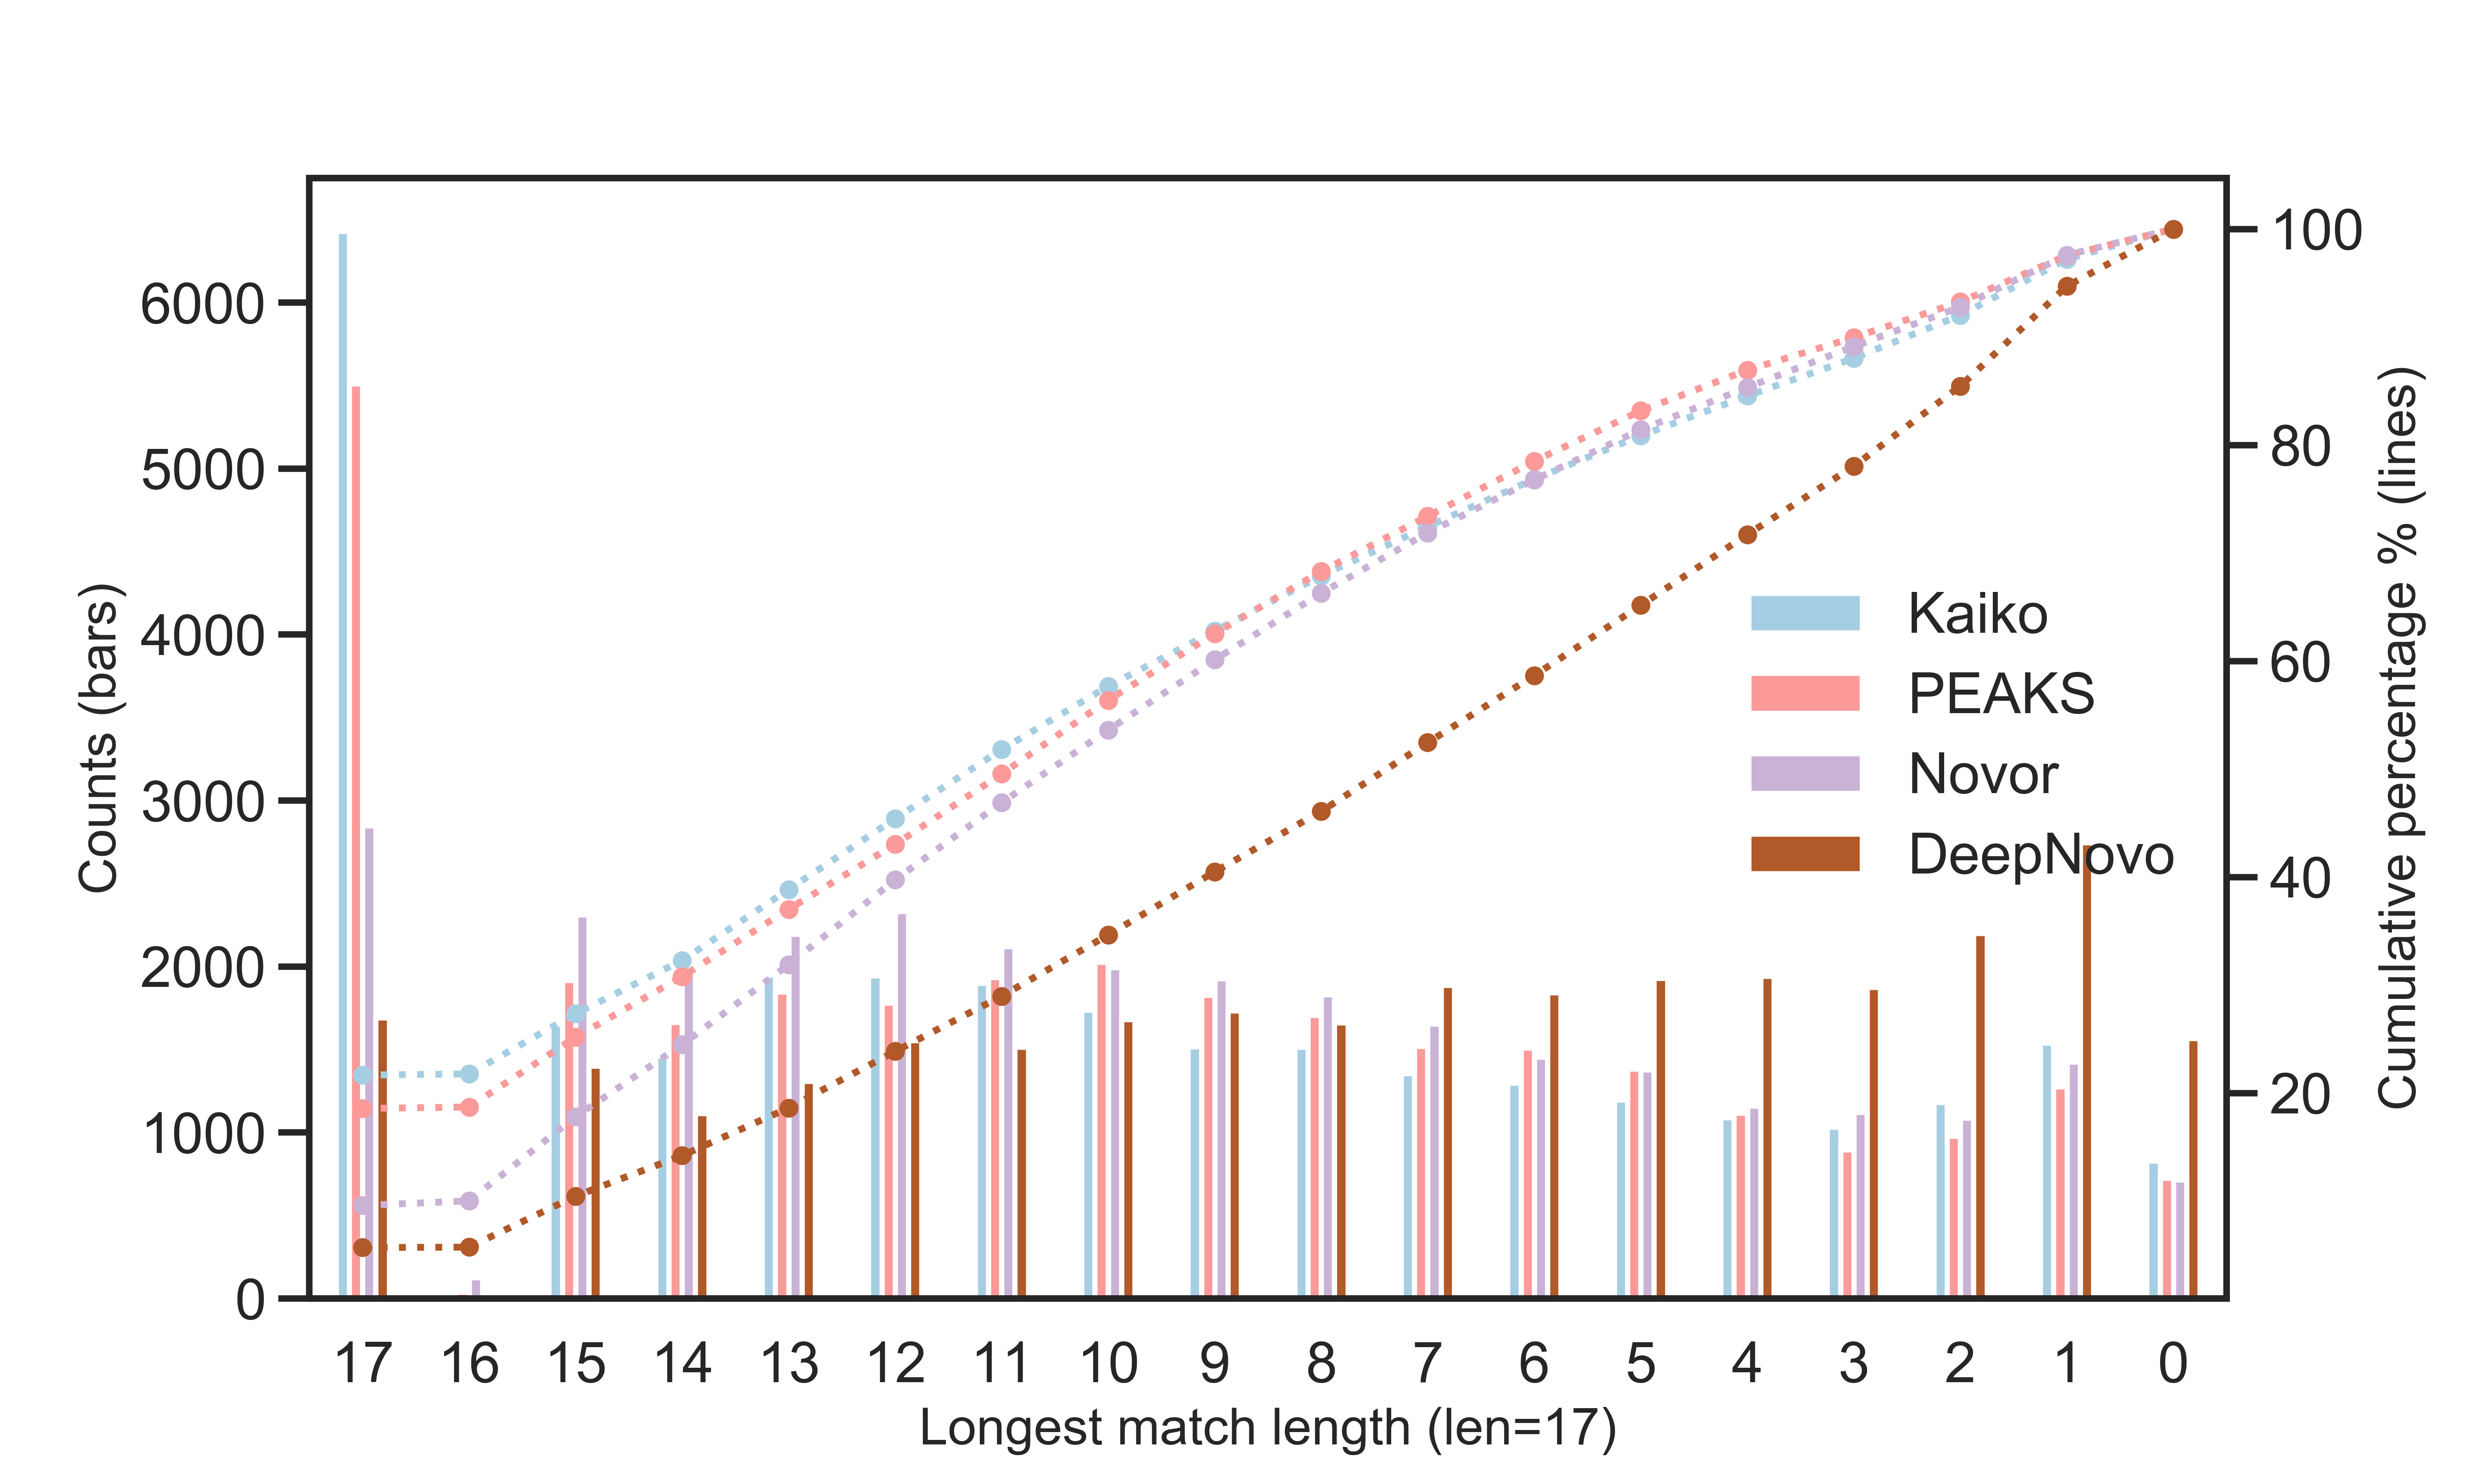 Counts (bars)
6000
5000
4000
3000
2000
1000
0
100
80
60
40
20
Cumulative percentage % (lines)
Kaiko
PEAKS
Novor
DeepNovo
17 16 15 14 13 12 11 10 9 8 7 6 5 4 3 2 1 0
Longest match length (len=17)